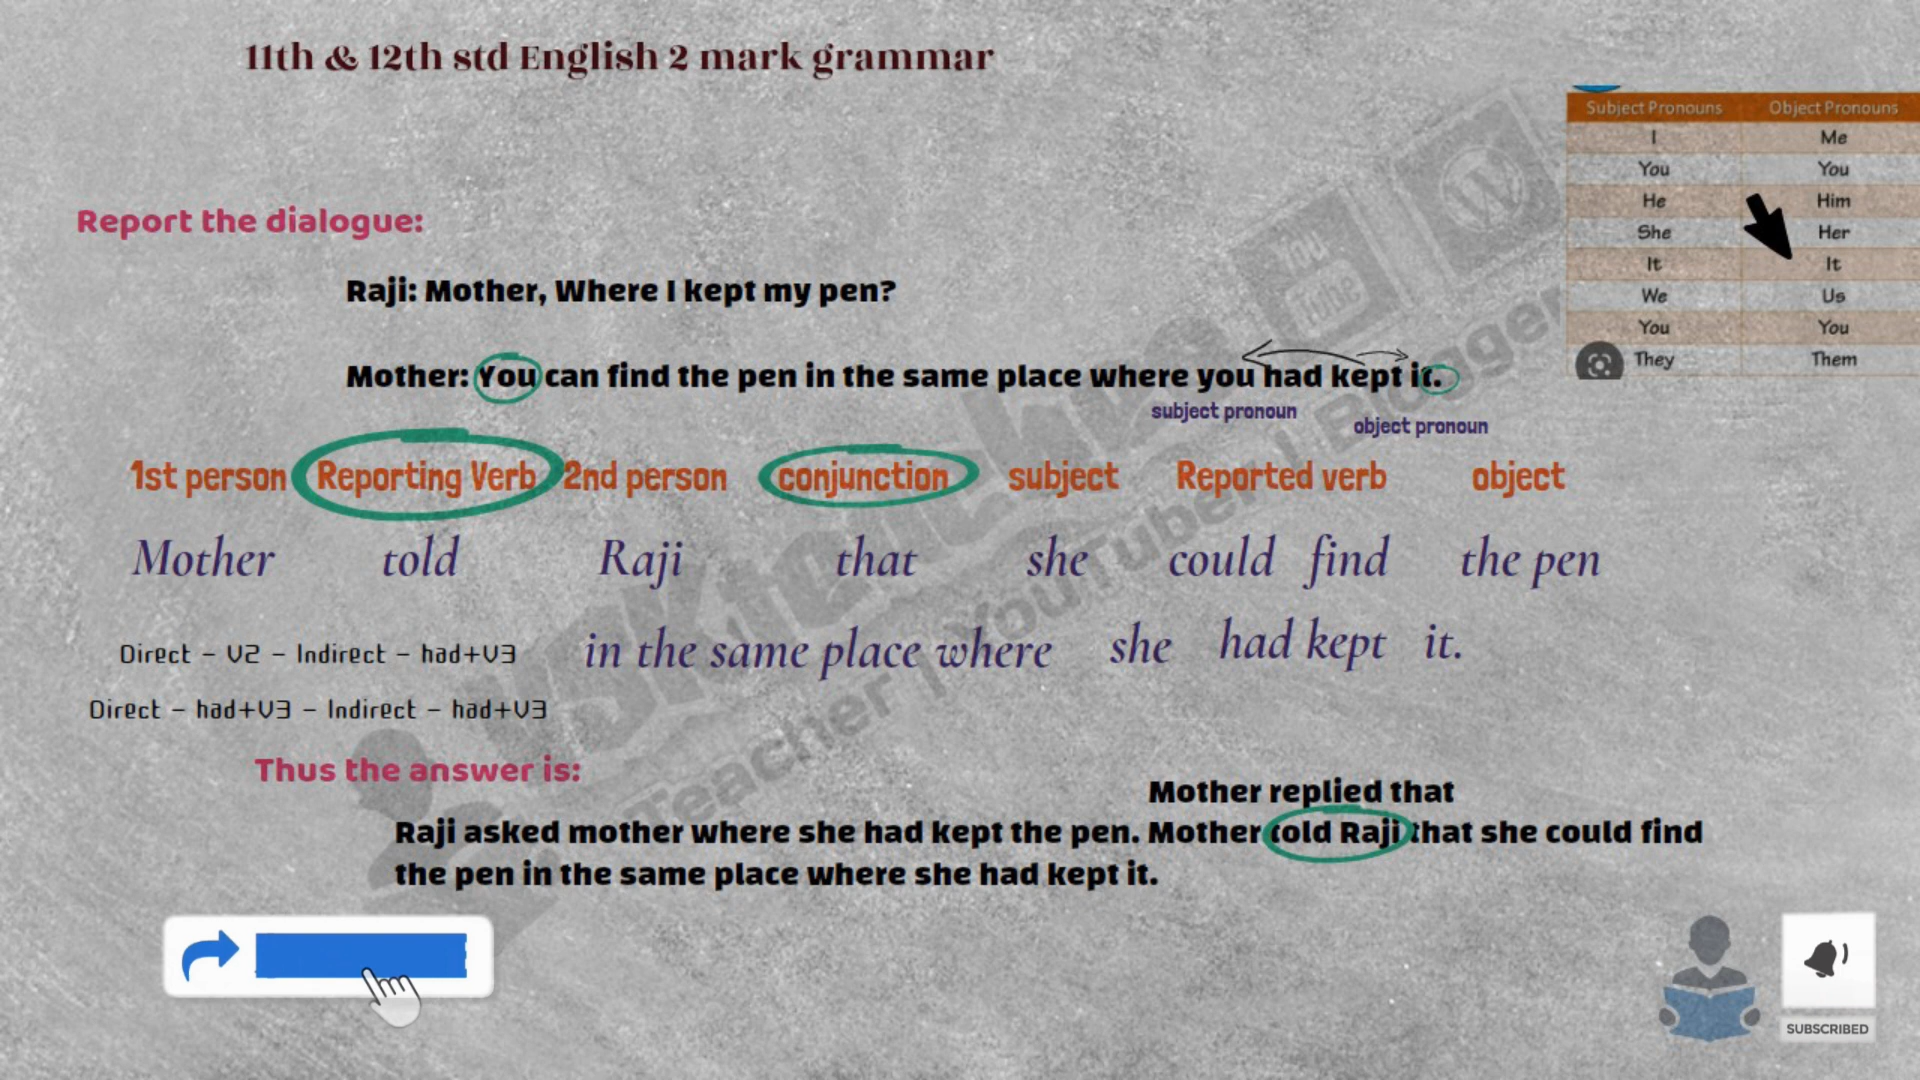 11th & 12th std English 2 mark grammar
Subject Pronouns Object Pronouns
I Me
You You
He Him
She Her
It It
We Us
You You
They Them
Report the dialogue:
Raji: Mother, Where I kept my pen?
Mother: You can find the pen in the same place where you had kept it.
subject pronoun
object pronoun
1st person Reporting Verb 2nd person conjunction subject Reported verb object
Mother told Raji that she could find the pen
in the same place where she had kept it.
Direct – V2 – Indirect – had+V3
Direct – had+V3 – Indirect – had+V3
Thus the answer is:
Mother replied that
Raji asked mother where she had kept the pen. Mother told Raji that she could find
the pen in the same place where she had kept it.
Teacher | YouTuber | Blogger
You
Tube
SUBSCRIBED